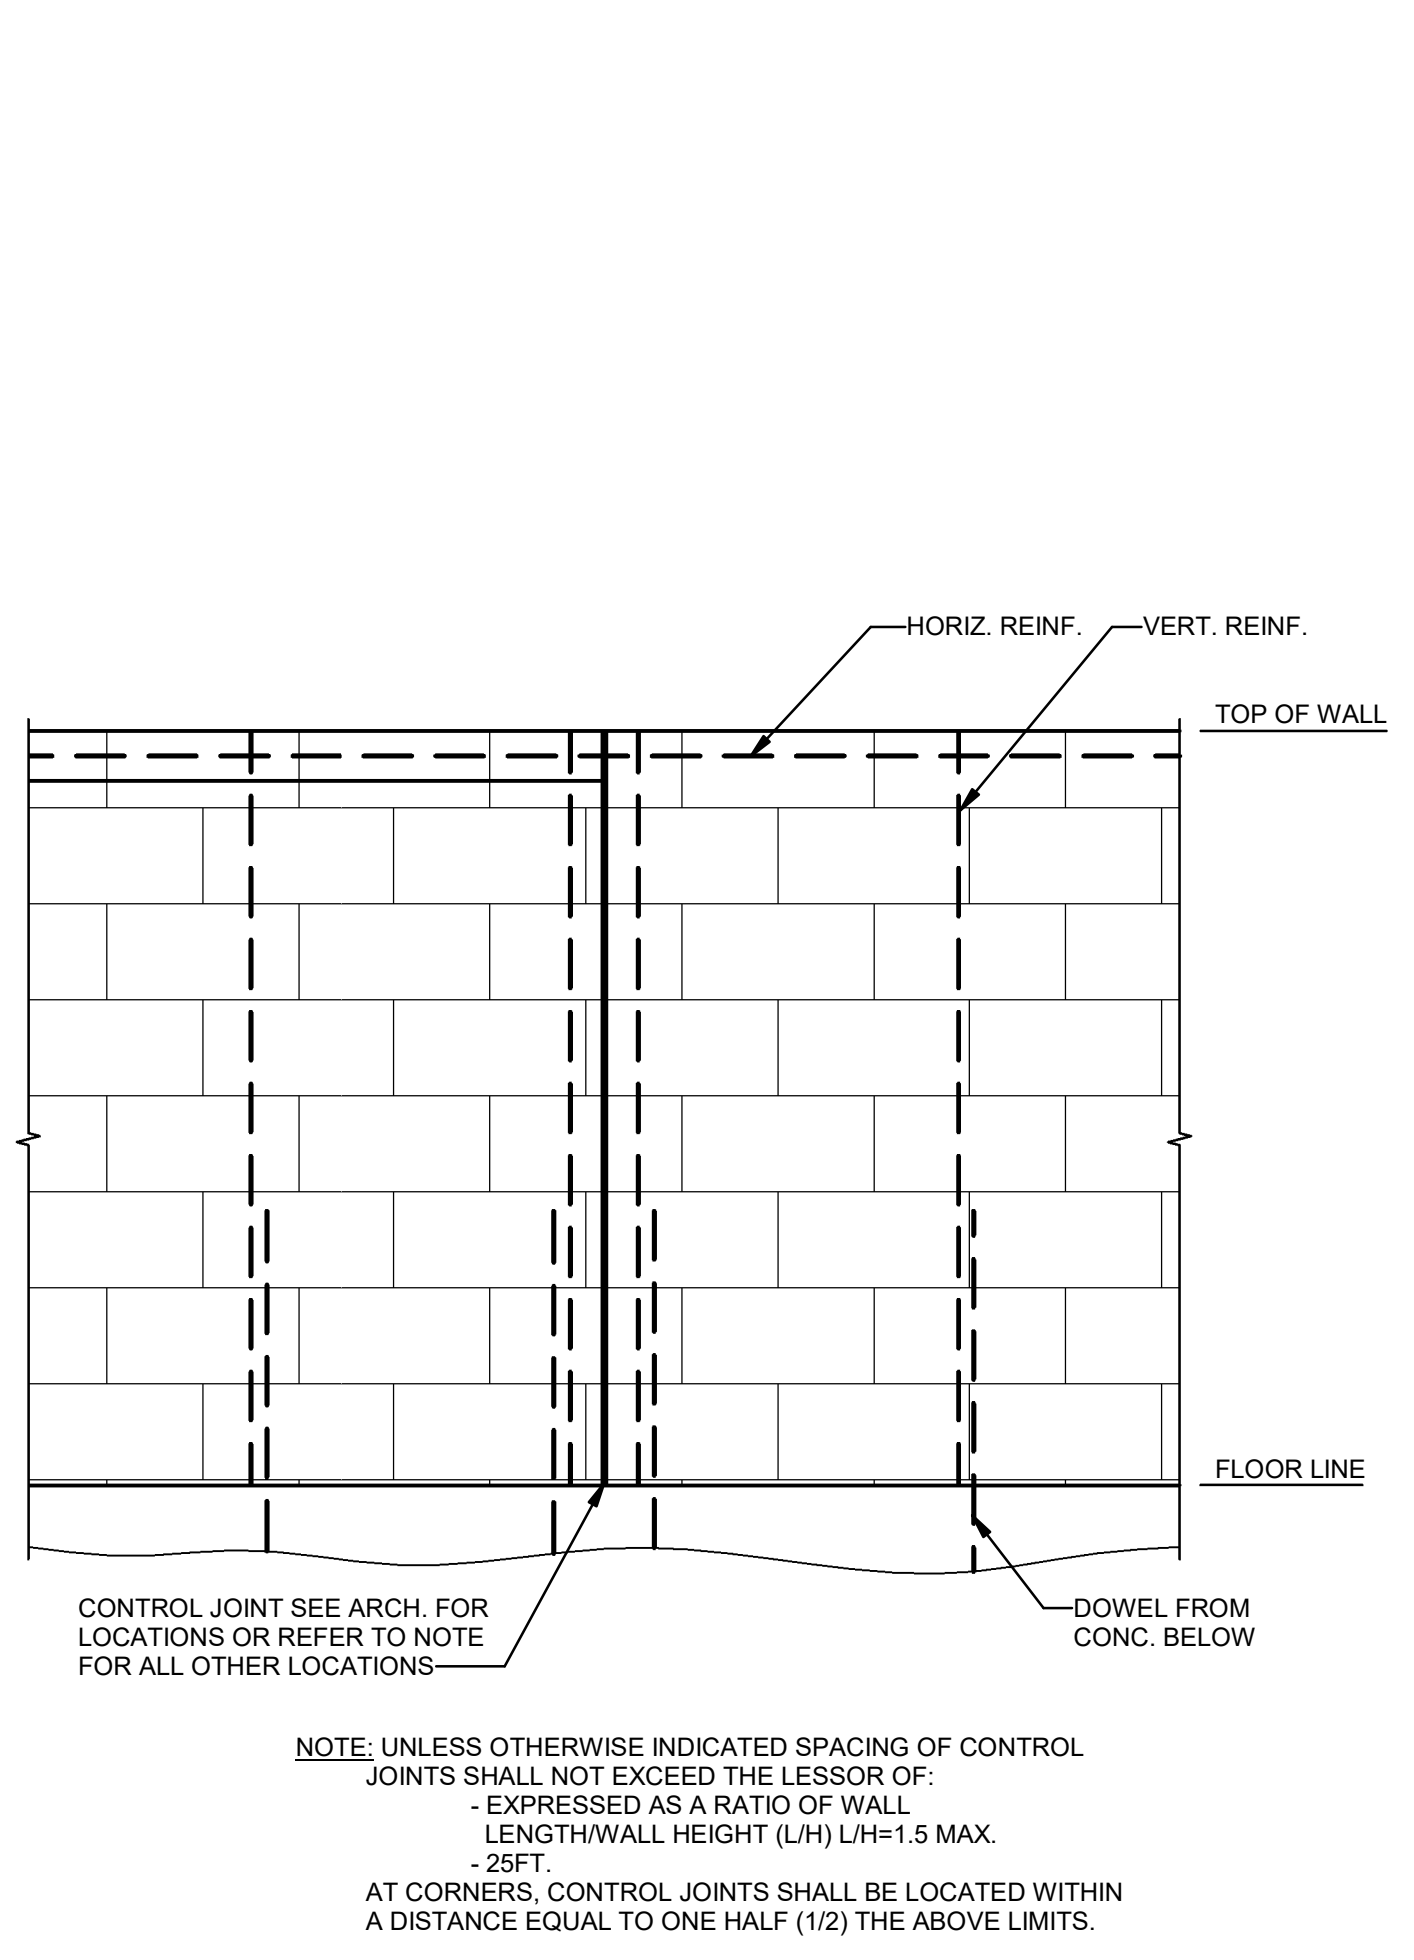 HORIZ. REINF.
VERT. REINF.
TOP OF WALL
FLOOR LINE
CONTROL JOINT SEE ARCH. FOR
LOCATIONS OR REFER TO NOTE
FOR ALL OTHER LOCATIONS
DOWEL FROM
CONC. BELOW
NOTE: UNLESS OTHERWISE INDICATED SPACING OF CONTROL
JOINTS SHALL NOT EXCEED THE LESSOR OF:
- EXPRESSED AS A RATIO OF WALL
LENGTH/WALL HEIGHT (L/H) L/H=1.5 MAX.
- 25FT.
AT CORNERS, CONTROL JOINTS SHALL BE LOCATED WITHIN
A DISTANCE EQUAL TO ONE HALF (1/2) THE ABOVE LIMITS.